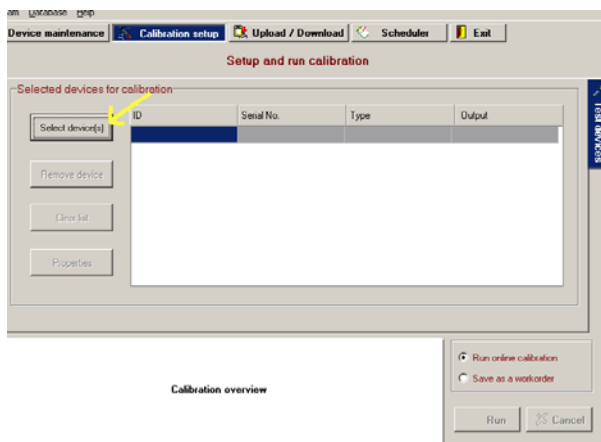 am Database Help
Device maintenance Calibration setup Upload / Download Scheduler Exit
Setup and run calibration
Selected devices for calibration
ID Serial No. Type Output
Select device(s)
Remove device
Clear list
Properties
Test devices
Run online calibration
Save as a workorder
Calibration overview
Run Cancel